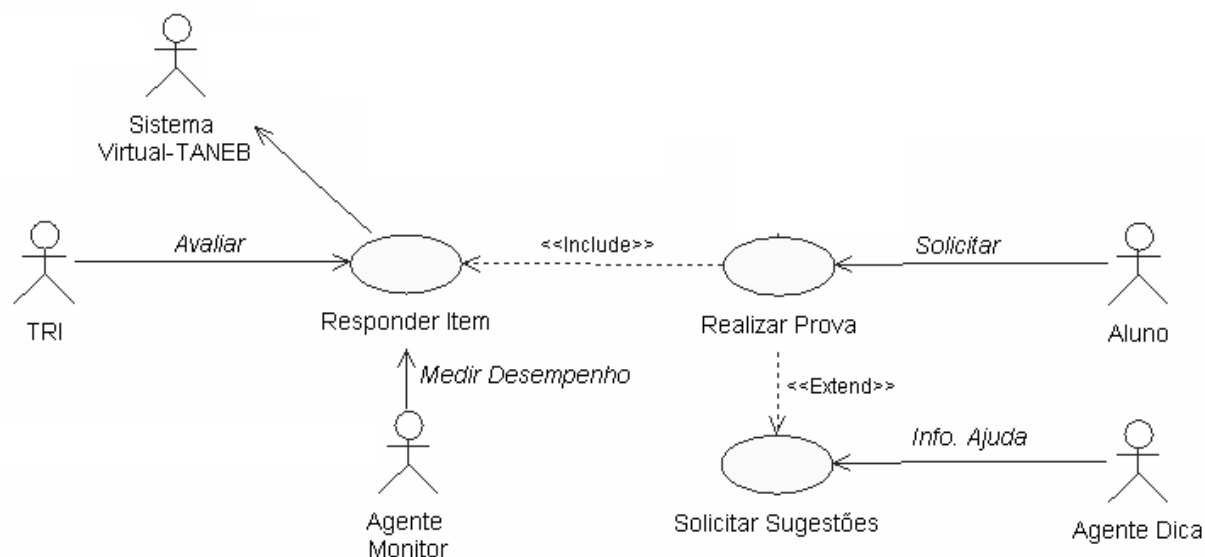 Sistema
Virtual-TANEB
Avaliar
<<Include>>
Solicitar
TRI
Responder Item
Realizar Prova
Aluno
Medir Desempenho
<<Extend>>
Info. Ajuda
Agente
Monitor
Solicitar Sugestões
Agente Dica